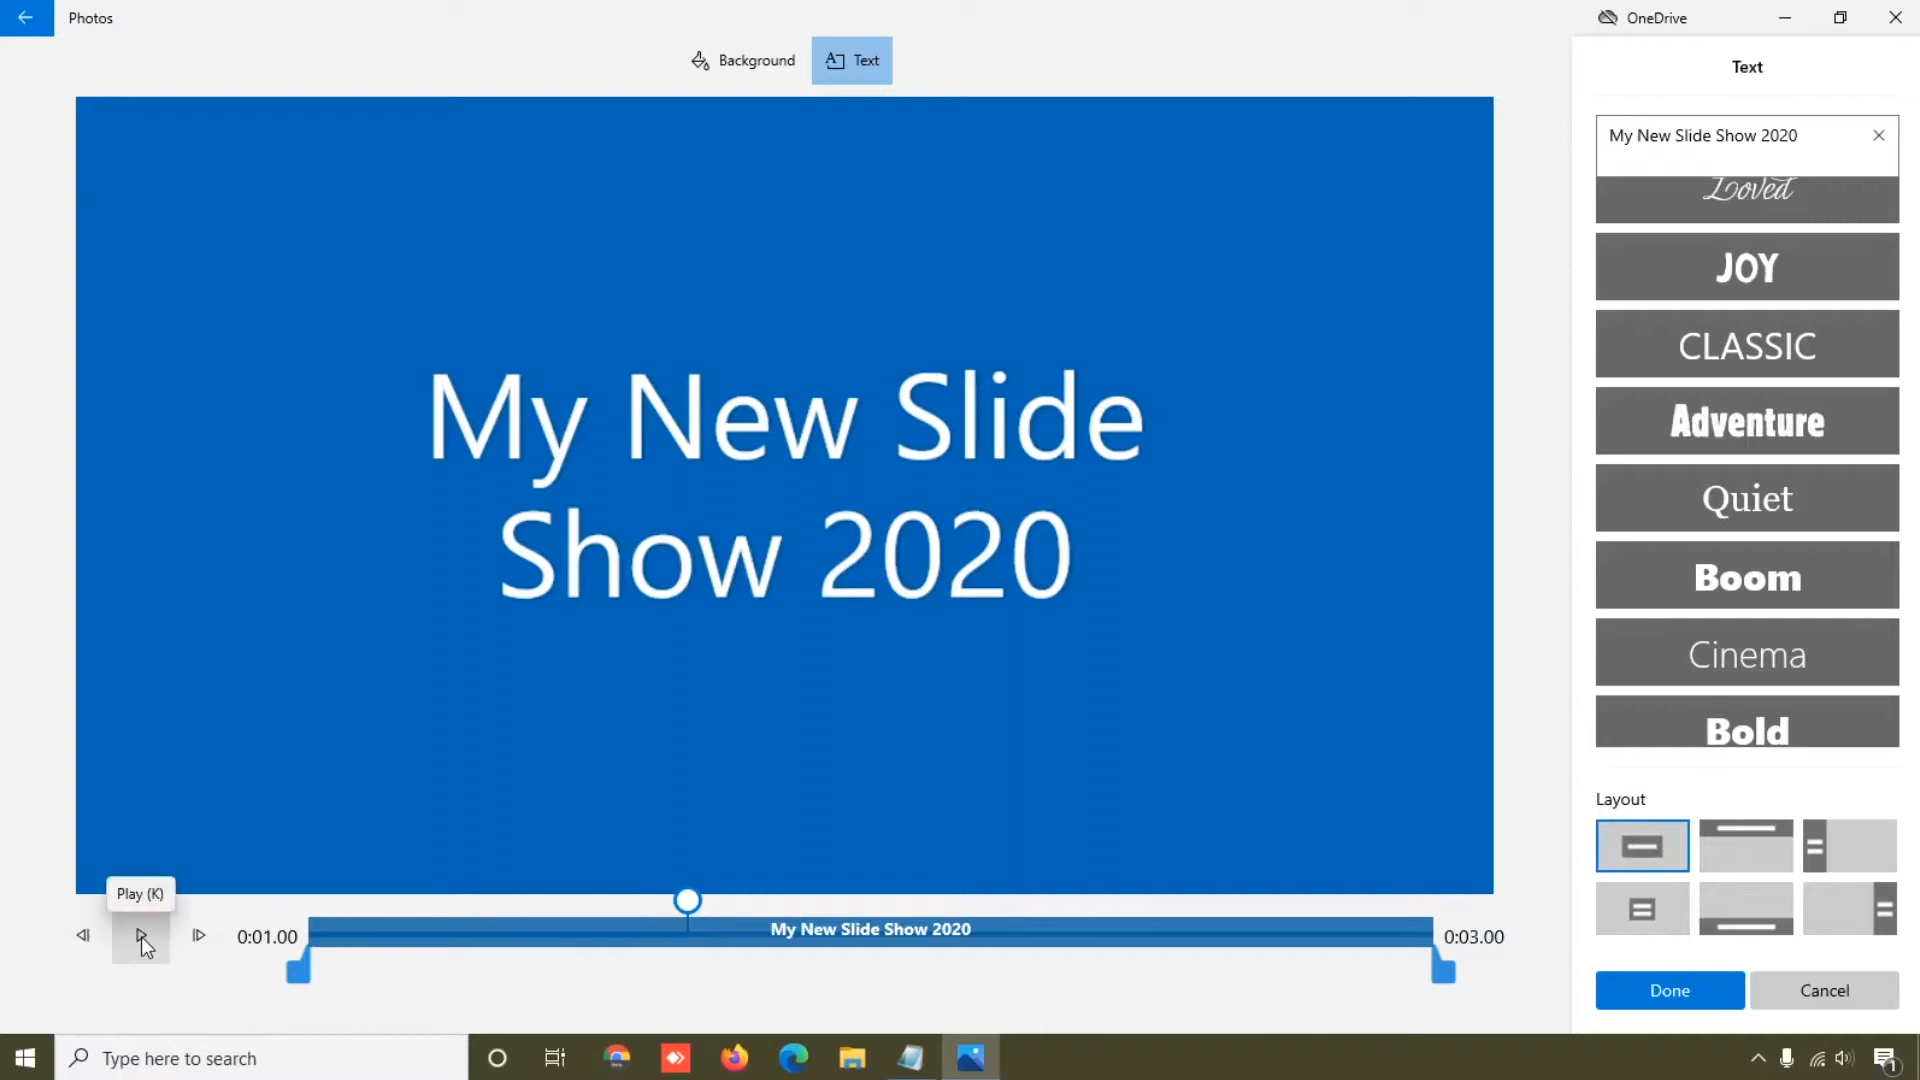 Photos
OneDrive
Background
Text
Text
My New Slide Show 2020
Loved
JOY
CLASSIC
Adventure
Quiet
Boom
Cinema
Bold
My New Slide
Show 2020
Layout
Play (K)
0:01.00
My New Slide Show 2020
0:03.00
Done
Cancel
Type here to search
1